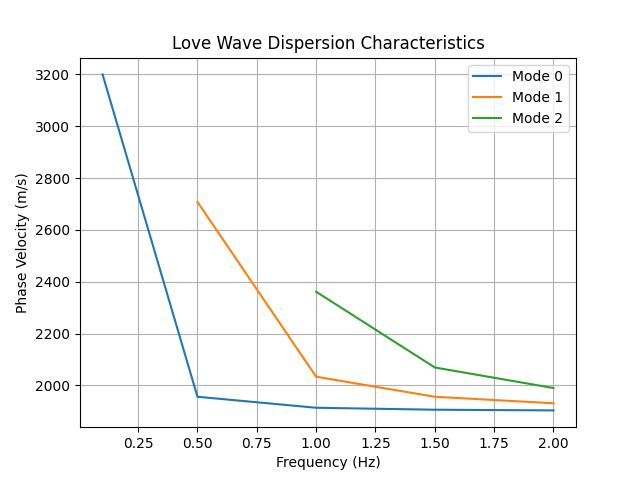 Love Wave Dispersion Characteristics
Mode 0
Mode 1
Mode 2
Phase Velocity (m/s)
3200
3000
2800
2600
2400
2200
2000
0.25 0.50 0.75 1.00 1.25 1.50 1.75 2.00
Frequency (Hz)